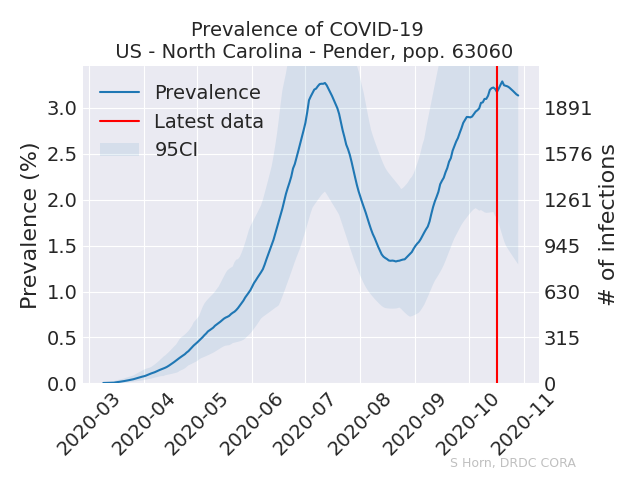 Prevalence of COVID-19
US - North Carolina - Pender, pop. 63060
Prevalence
Latest data
95CI
Prevalence (%)
3.0
2.5
2.0
1.5
1.0
0.5
0.0
1891
1576
1261
945
630
315
0
# of infections
2020-03
2020-04
2020-05
2020-06
2020-07
2020-08
2020-09
2020-10
2020-11
S Horn, DRDC CORA